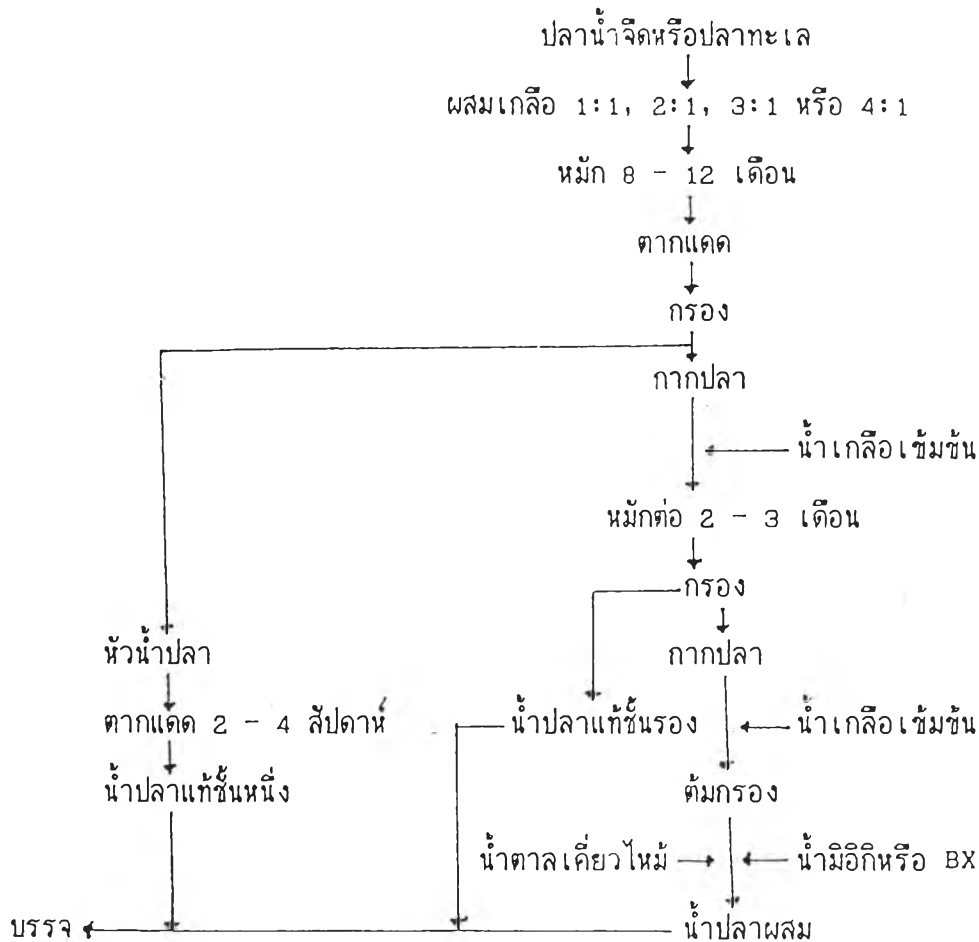 ปลาน้ำจืดหรือปลาทะเล
ผสมเกลือ 1:1, 2:1, 3:1 หรือ 4:1
หมัก 8 - 12 เดือน
ตากแดด
กรอง
กากปลา
น้ำเกลือเข้มข้น
หมักต่อ 2 - 3 เดือน
กรอง
หัวน้ำปลา
กากปลา
ตากแดด 2 - 4 สัปดาห์
น้ำปลาแท้ชั้นรอง
น้ำเกลือเข้มข้น
น้ำปลาแท้ชั้นหนึ่ง
ต้มกรอง
น้ำตาลเคี่ยวไหม้
น้ำมิอิกิหรือ BX
บรรจุ
น้ำปลาผสม